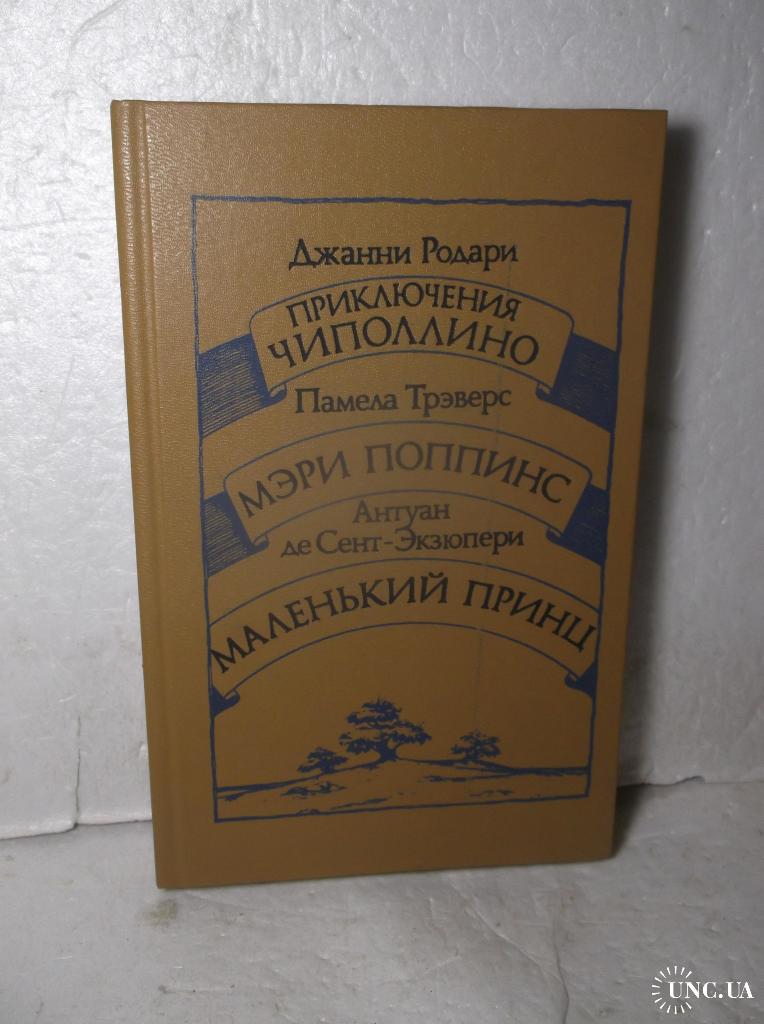 Джанни Родари
ПРИКЛЮЧЕНИЯ
ЧИПОЛЛИНО
Памела Трэверс
МЭРИ ПОППИНС
Антуан
де Сент-Экзюпери
МАЛЕНЬКИЙ ПРИНЦ
UNC.UA